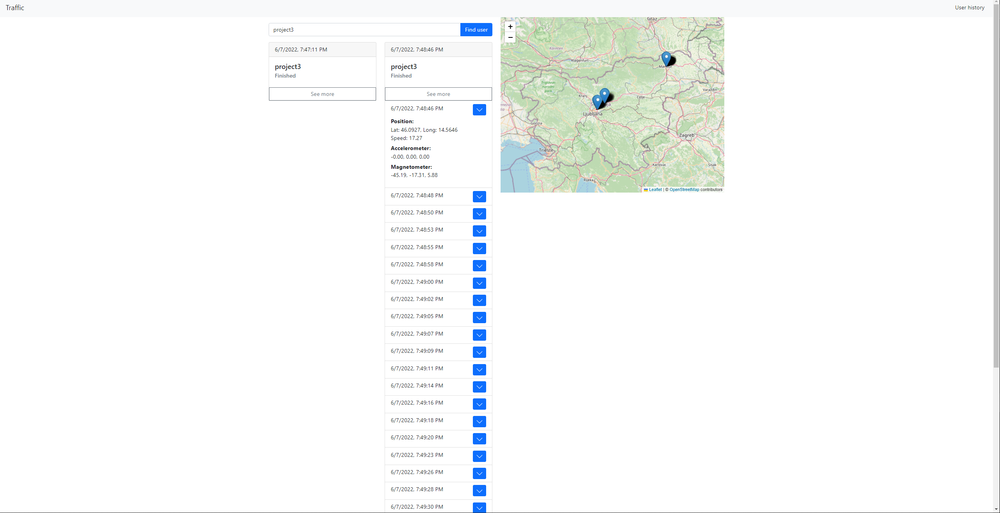 Traffic
User history
project3
Find user
6/7/2022, 7:47:11 PM
project3
Finished
See more
6/7/2022, 7:48:46 PM
project3
Finished
See more
6/7/2022, 7:48:46 PM
Position:
Lat: 46.0927, Long: 14.5646
Speed: 17.27
Accelerometer:
-0.00, 0.00, 0.00
Magnetometer:
-45.19, -17.31, 5.88
6/7/2022, 7:48:48 PM
6/7/2022, 7:48:50 PM
6/7/2022, 7:48:53 PM
6/7/2022, 7:48:55 PM
6/7/2022, 7:48:58 PM
6/7/2022, 7:49:00 PM
6/7/2022, 7:49:02 PM
6/7/2022, 7:49:05 PM
6/7/2022, 7:49:07 PM
6/7/2022, 7:49:09 PM
6/7/2022, 7:49:11 PM
6/7/2022, 7:49:14 PM
6/7/2022, 7:49:16 PM
6/7/2022, 7:49:18 PM
6/7/2022, 7:49:20 PM
6/7/2022, 7:49:23 PM
6/7/2022, 7:49:26 PM
6/7/2022, 7:49:28 PM
6/7/2022, 7:49:30 PM
+
−
Graz
Kärnten
Klagenfurt
Triglavski
narodni
park
Varaždin
Kranj
Celje
Ljubljana
Gorizia
Zagreb
Trieste
Karlovac
Sisak
Rijeka
Leaflet | © OpenStreetMap contributors